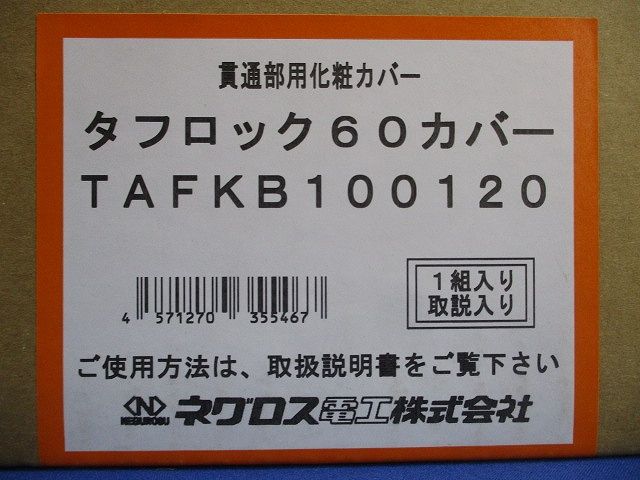 貫通部用化粧カバー
タフロック６０カバー
ＴＡＦＫＢ１００１２０
4 571270 355467
１組入り
取説入り
ご使用方法は、取扱説明書をご覧下さい
NEGUROSU ネグロス電工株式会社